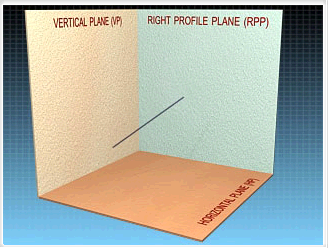 VERTICAL PLANE (VP)
RIGHT PROFILE PLANE (RPP)
HORIZONTAL PLANE (HP)